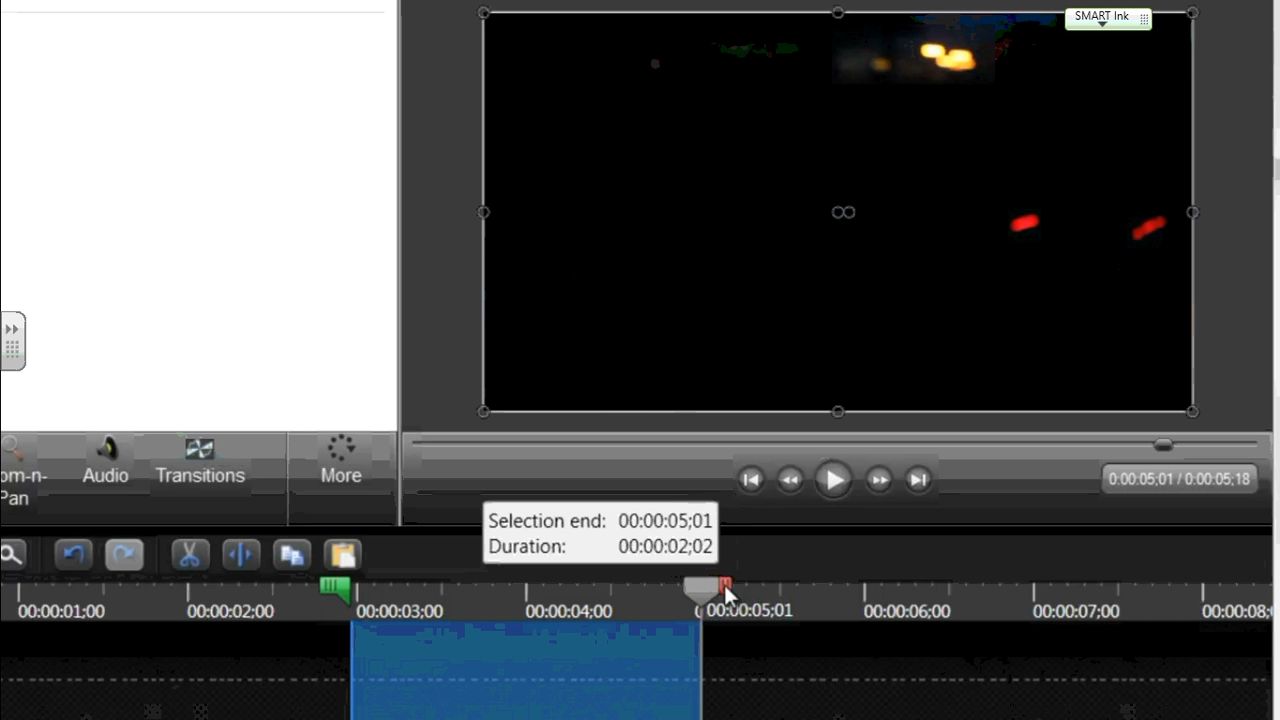 SMART Ink
om-n-
Pan
Audio
Transitions
More
0:00:05;01 / 0:00:05;18
Selection end: 00:00:05;01
Duration: 00:00:02;02
00:00:01;00 00:00:02;00 00:00:03;00 00:00:04;00 00:00:05;01 00:00:06;00 00:00:07;00 00:00:08;